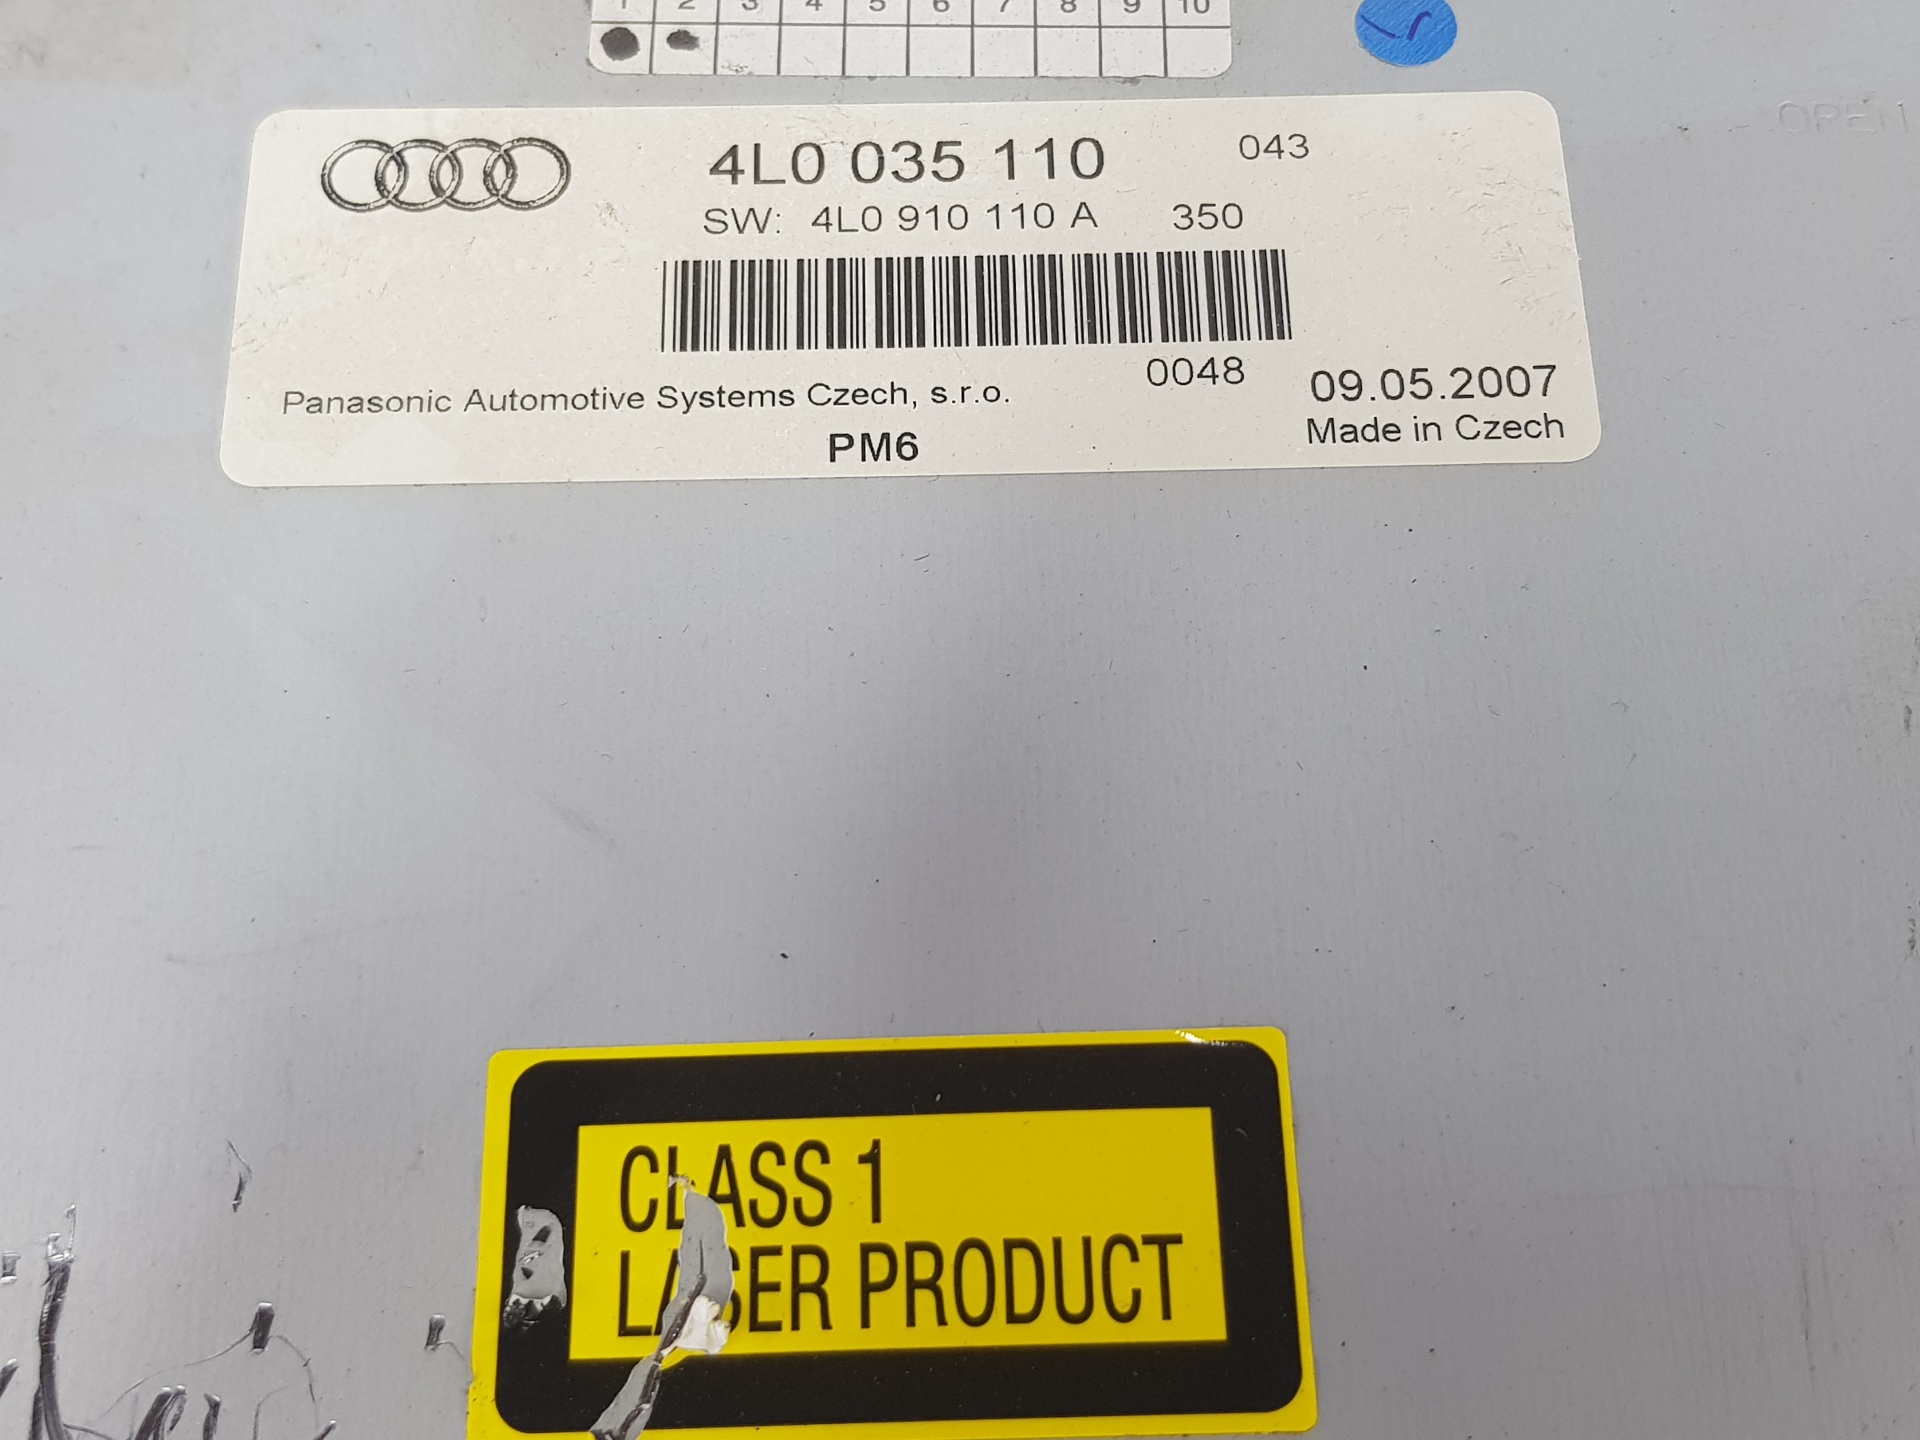 1 2 3 4 5 6 7 8 9 10
OPEN
4L0 035 110 043
SW: 4L0 910 110 A 350
0048
Panasonic Automotive Systems Czech, s.r.o.
09.05.2007
PM6
Made in Czech
CLASS 1
LASER PRODUCT